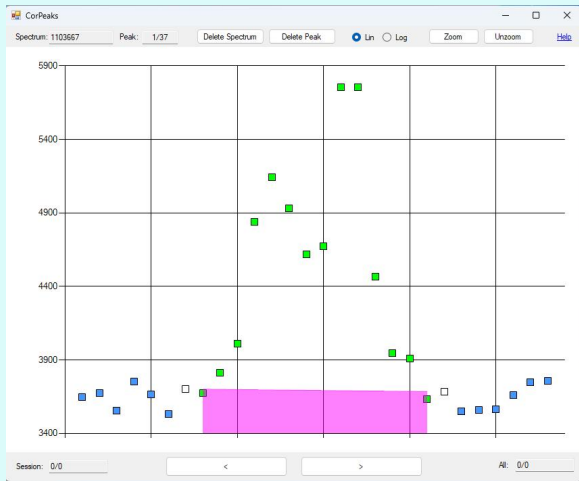 CorPeaks
Spectrum: 1103667 Peak: 1/37 Delete Spectrum Delete Peak Lin Log Zoom Unzoom Help
5900
5400
4900
4400
3900
3400
Session: 0/0 < > All: 0/0